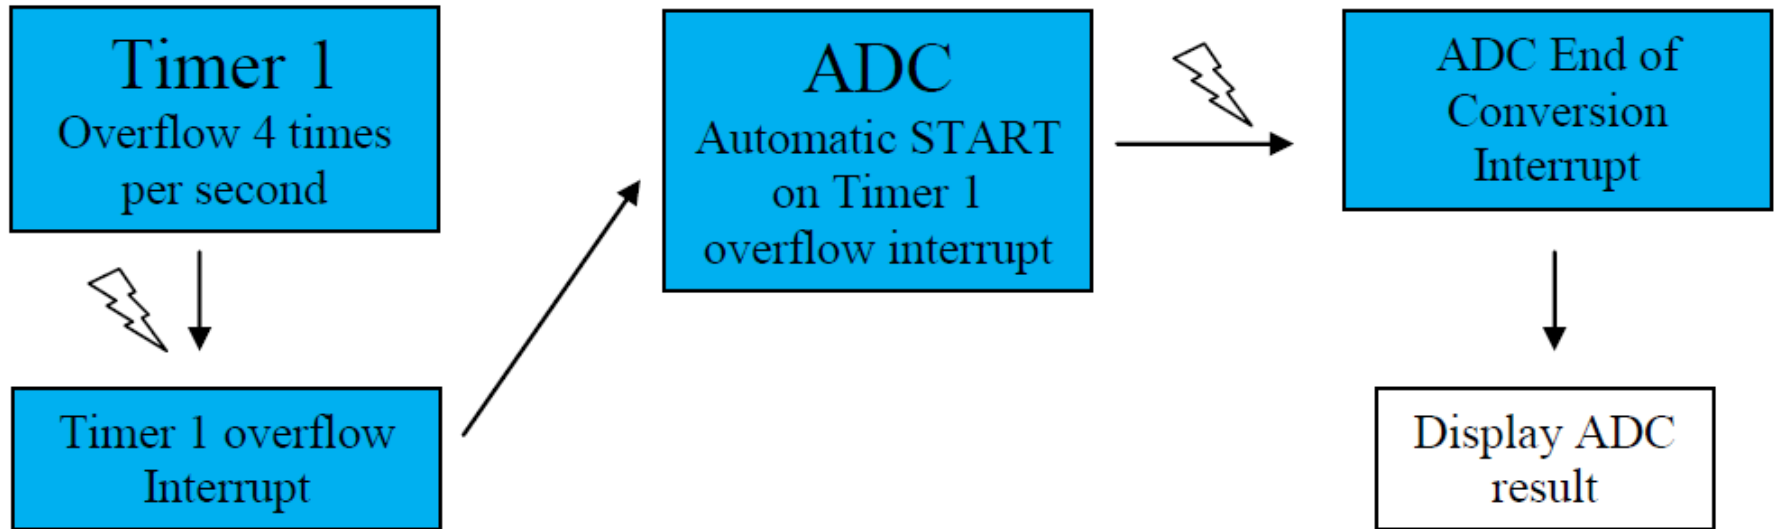 Timer 1
Overflow 4 times
per second
Timer 1 overflow
Interrupt
ADC
Automatic START
on Timer 1
overflow interrupt
ADC End of
Conversion
Interrupt
Display ADC
result